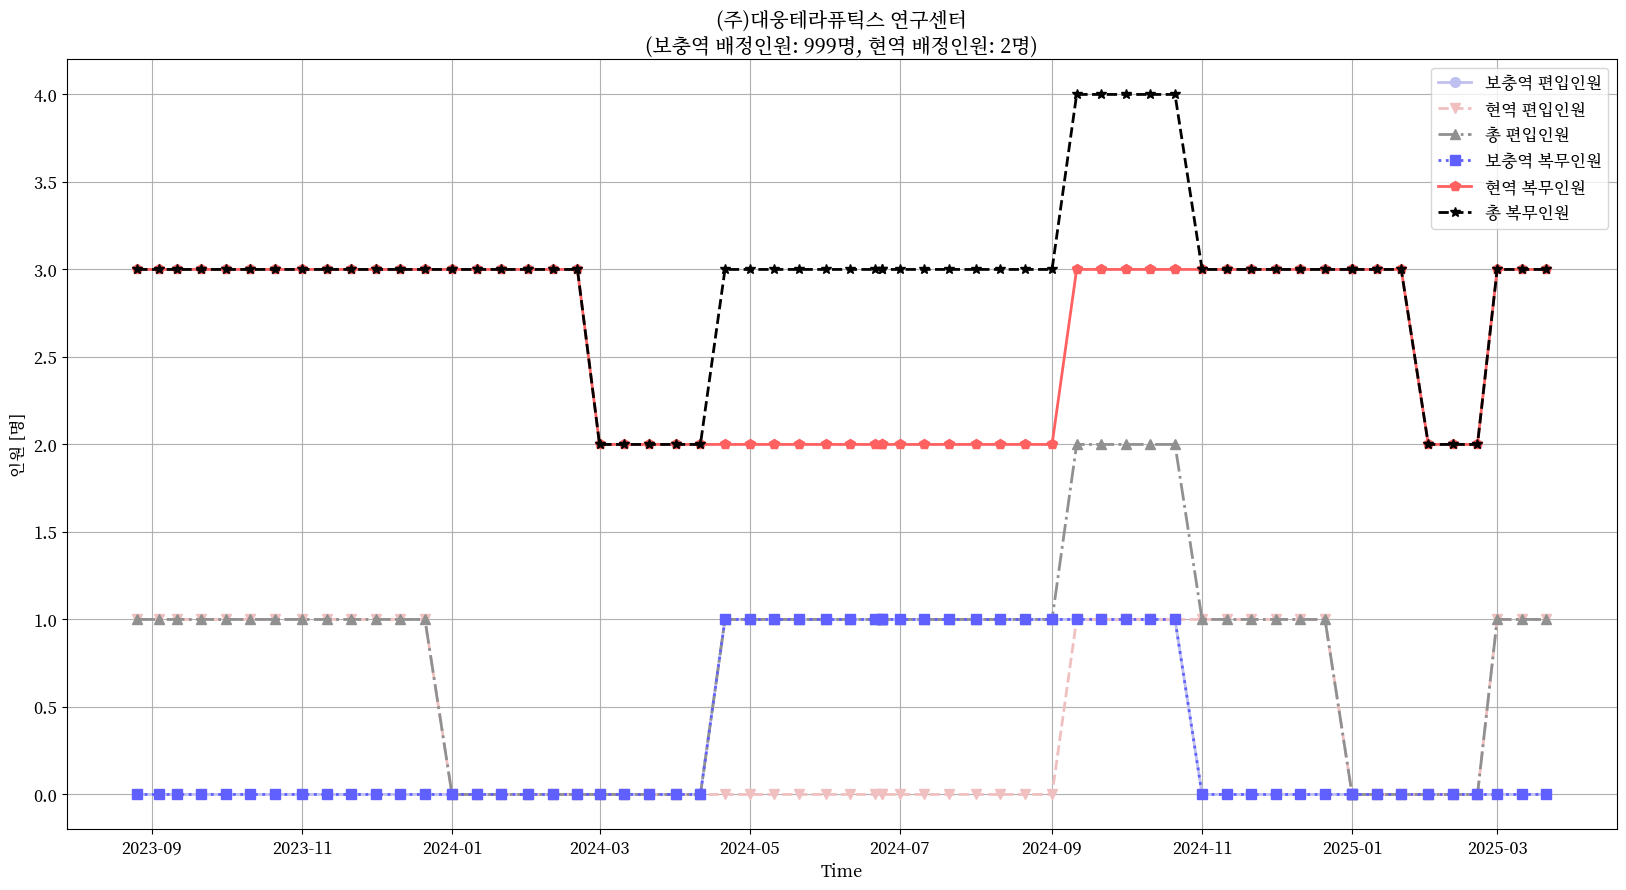 (주)대웅테라퓨틱스 연구센터
(보충역 배정인원: 999명, 현역 배정인원: 2명)
보충역 편입인원
현역 편입인원
총 편입인원
보충역 복무인원
현역 복무인원
총 복무인원
인원 [명]
4.0
3.5
3.0
2.5
2.0
1.5
1.0
0.5
0.0
2023-09
2023-11
2024-01
2024-03
2024-05
2024-07
2024-09
2024-11
2025-01
2025-03
Time